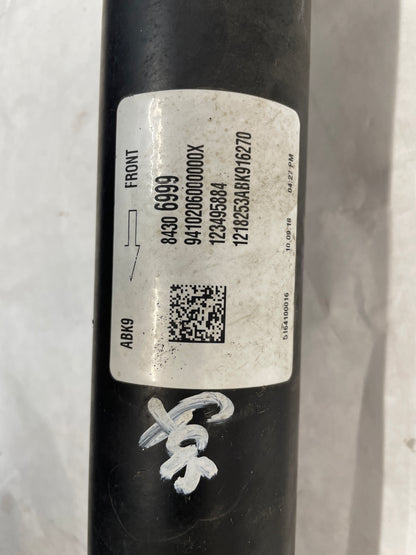 ABK9 FRONT
8430 6999
94102060000000X
123495884
1218253ABK916270
5164100016 10 09 18 04:27 PM